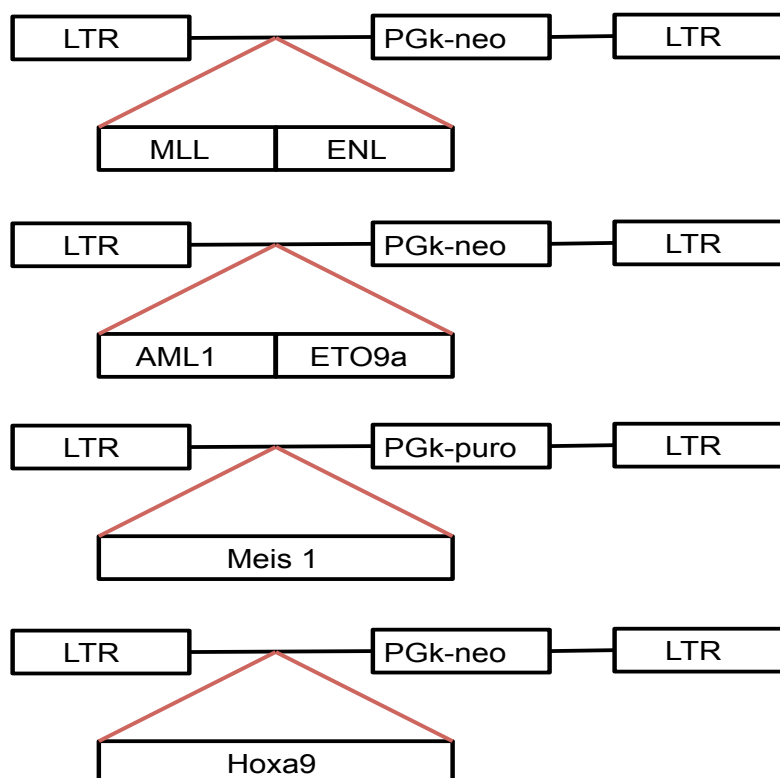 LTR PGk-neo LTR
MLL ENL
LTR PGk-neo LTR
AML1 ETO9a
LTR PGk-puro LTR
Meis 1
LTR PGk-neo LTR
Hoxa9